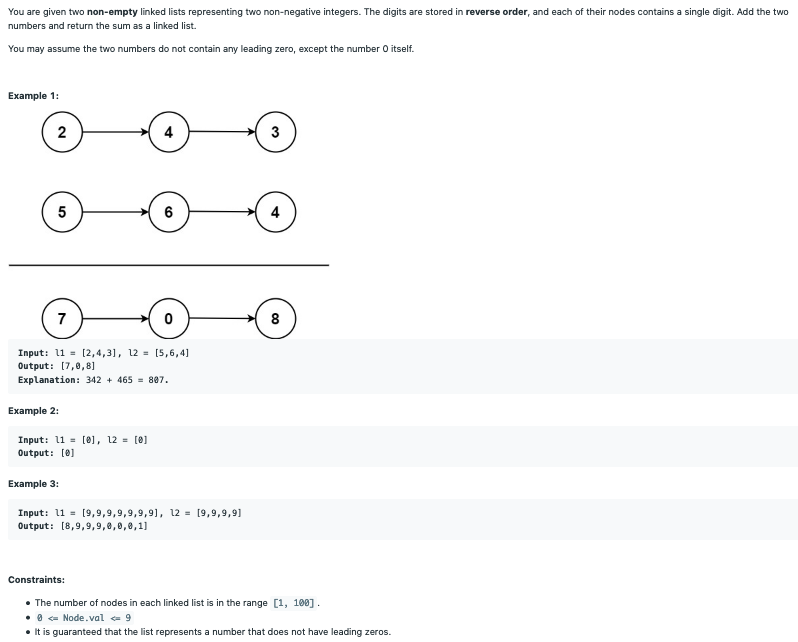 You are given two non-empty linked lists representing two non-negative integers. The digits are stored in reverse order, and each of their nodes contains a single digit. Add the two
numbers and return the sum as a linked list.
You may assume the two numbers do not contain any leading zero, except the number 0 itself.
Example 1:
2 4 3
5 6 4
7 0 8
Input: l1 = [2,4,3], l2 = [5,6,4]
Output: [7,0,8]
Explanation: 342 + 465 = 807.
Example 2:
Input: l1 = [0], l2 = [0]
Output: [0]
Example 3:
Input: l1 = [9,9,9,9,9,9,9], l2 = [9,9,9,9]
Output: [8,9,9,9,0,0,0,1]
Constraints:
• The number of nodes in each linked list is in the range [1, 100].
• 0 <= Node.val <= 9
• It is guaranteed that the list represents a number that does not have leading zeros.